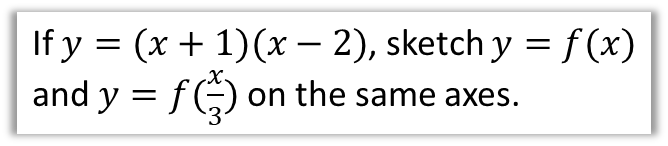 If y = (x + 1)(x − 2), sketch y = f(x)
and y = f(x/3) on the same axes.